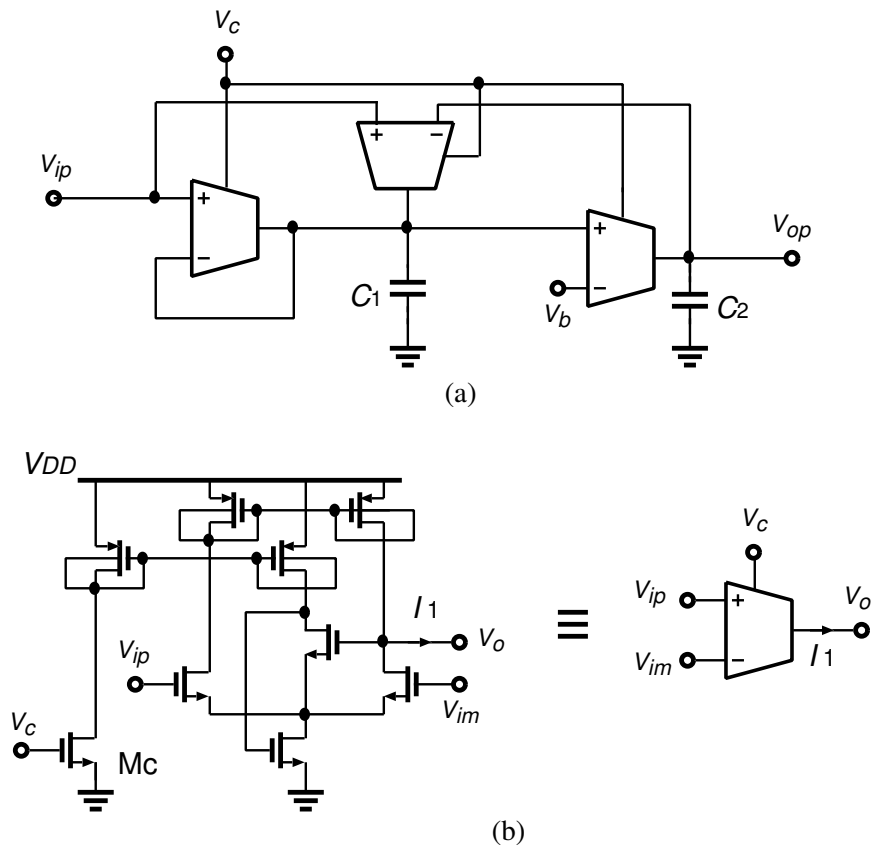 Vc
Vip
+
−
+ −
C1
+
−
Vb
Vop
C2
(a)
VDD
Vip
Vc
Mc
I1
Vo
Vim
≡
Vc
Vip
+
Vim
−
I1
Vo
(b)